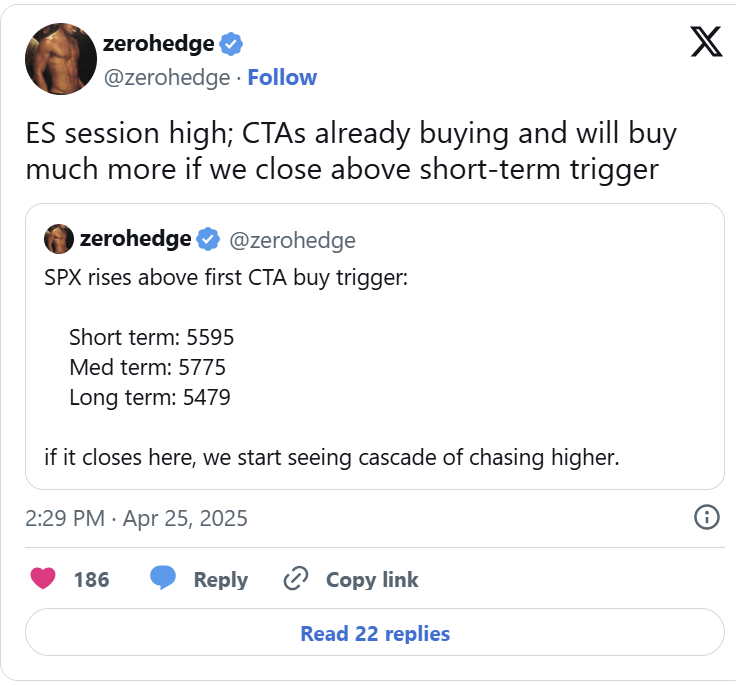 zerohedge
@zerohedge · Follow
X
ES session high; CTAs already buying and will buy
much more if we close above short-term trigger
zerohedge @zerohedge
SPX rises above first CTA buy trigger:
Short term: 5595
Med term: 5775
Long term: 5479
if it closes here, we start seeing cascade of chasing higher.
2:29 PM · Apr 25, 2025
186 Reply Copy link
Read 22 replies